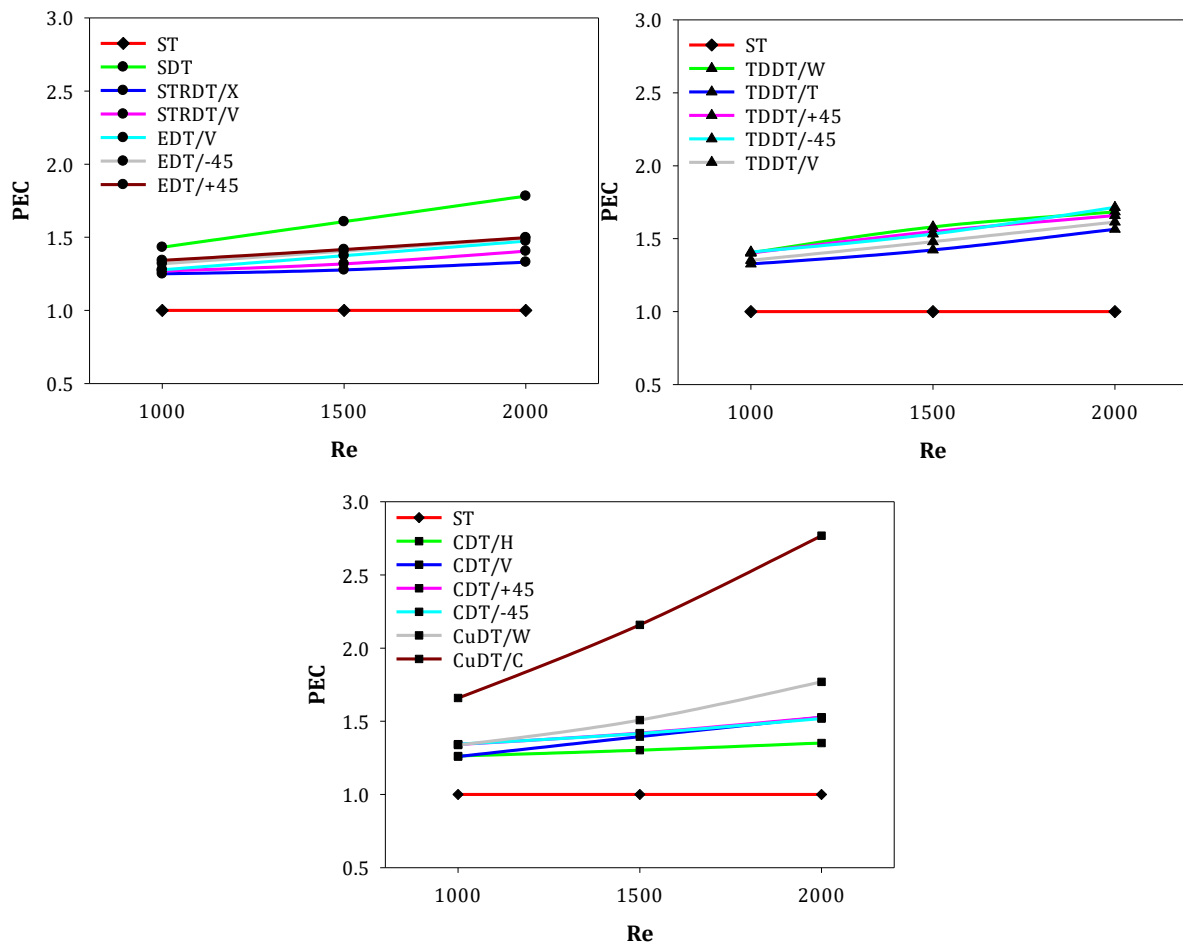 3.0
2.5
2.0
1.5
1.0
0.5
PEC
ST
SDT
STRDT/X
STRDT/V
EDT/V
EDT/-45
EDT/+45
1000
1500
2000
Re
3.0
2.5
2.0
1.5
1.0
0.5
PEC
ST
TDDT/W
TDDT/T
TDDT/+45
TDDT/-45
TDDT/V
1000
1500
2000
Re
3.0
2.5
2.0
1.5
1.0
0.5
PEC
ST
CDT/H
CDT/V
CDT/+45
CDT/-45
CuDT/W
CuDT/C
1000
1500
2000
Re